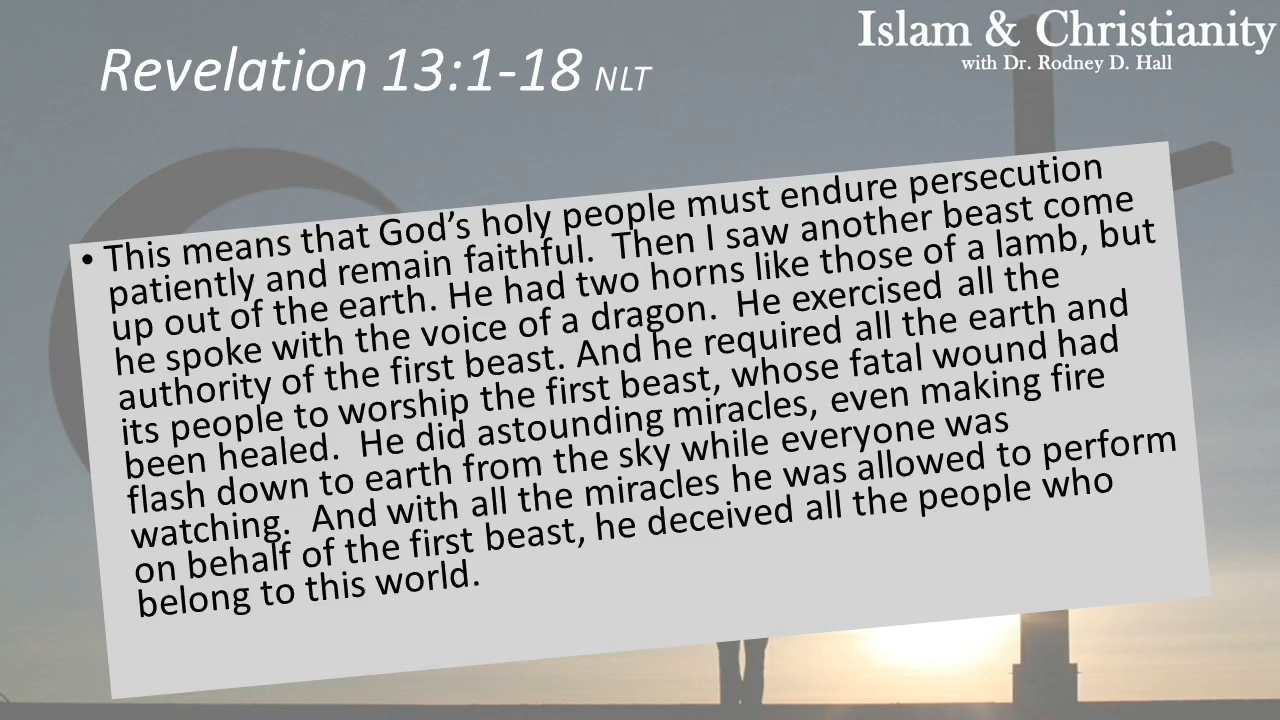 Islam & Christianity
with Dr. Rodney D. Hall
Revelation 13:1-18 NLT
• This means that God’s holy people must endure persecution
patiently and remain faithful.  Then I saw another beast come
up out of the earth. He had two horns like those of a lamb, but
he spoke with the voice of a dragon.  He exercised all the
authority of the first beast. And he required all the earth and
its people to worship the first beast, whose fatal wound had
been healed.  He did astounding miracles, even making fire
flash down to earth from the sky while everyone was
watching.  And with all the miracles he was allowed to perform
on behalf of the first beast, he deceived all the people who
belong to this world.